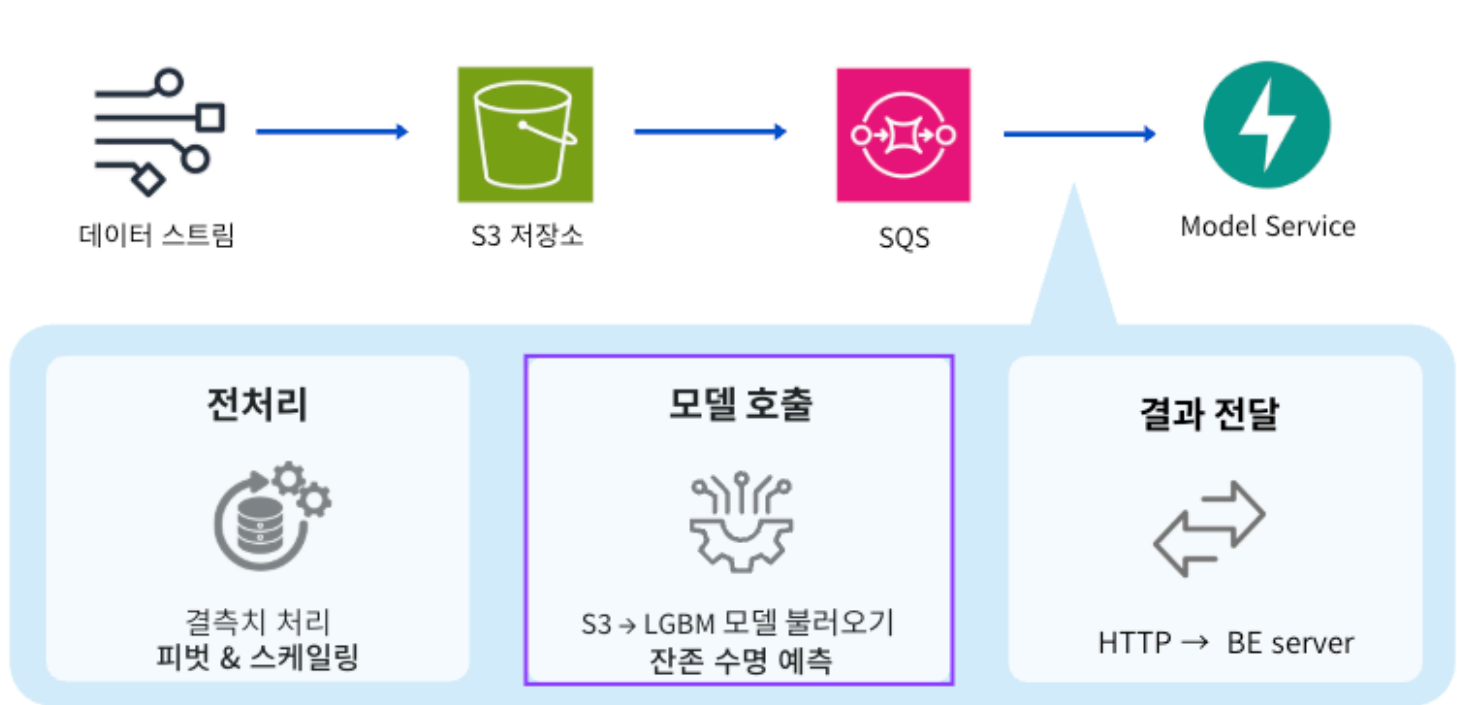 데이터 스트림
S3 저장소
SQS
Model Service
전처리
결측치 처리
피벗 & 스케일링
모델 호출
S3 → LGBM 모델 불러오기
잔존 수명 예측
결과 전달
HTTP → BE server